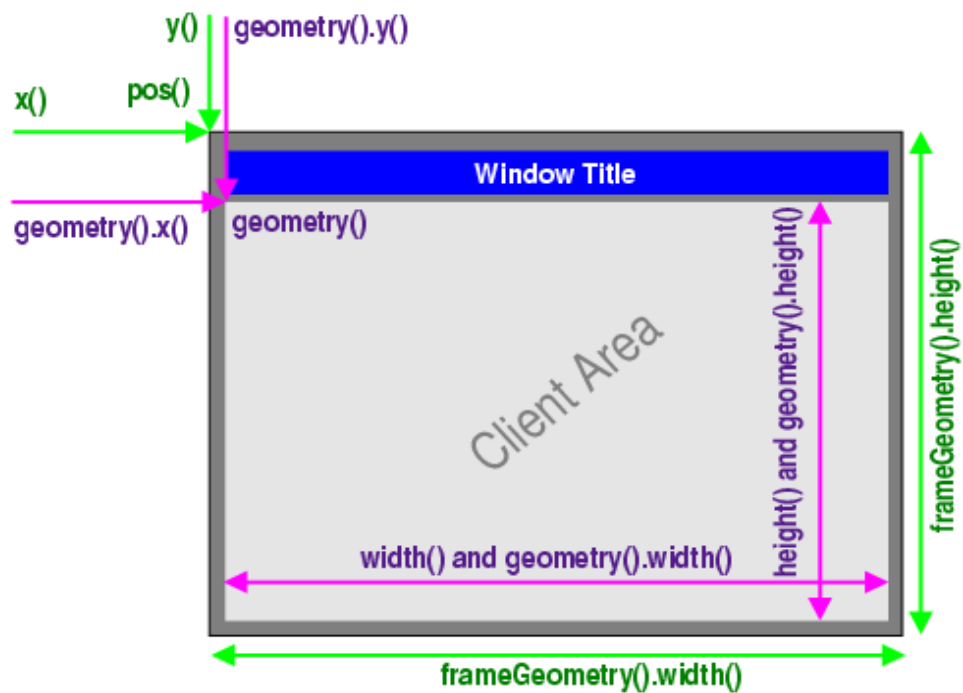 y()
geometry().y()
x()
pos()
Window Title
geometry().x()
geometry()
height() and geometry().height()
frameGeometry().height()
Client Area
width() and geometry().width()
frameGeometry().width()